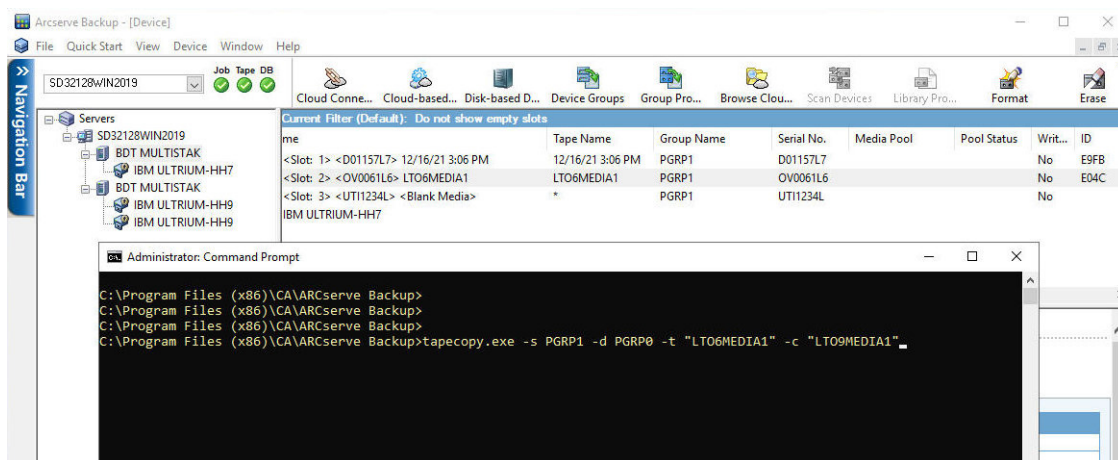 Arcserve Backup - [Device]
File Quick Start View Device Window Help
Navigation Bar
SD32128WIN2019
Job Tape DB
Cloud Conne... Cloud-based... Disk-based D... Device Groups Group Pro... Browse Clou... Scan Devices Library Pro... Format Erase
Servers
SD32128WIN2019
BDT MULTISTAK
IBM ULTRIUM-HH7
BDT MULTISTAK
IBM ULTRIUM-HH9
IBM ULTRIUM-HH9
Current Filter (Default): Do not show empty slots
me Tape Name Group Name Serial No. Media Pool Pool Status Writ... ID
<Slot: 1> <D01157L7> 12/16/21 3:06 PM 12/16/21 3:06 PM PGRP1 D01157L7 No E9FB
<Slot: 2> <OV0061L6> LTO6MEDIA1 LTO6MEDIA1 PGRP1 OV0061L6 No E04C
<Slot: 3> <UTI1234L> <Blank Media> * PGRP1 UTI1234L No
IBM ULTRIUM-HH7
Administrator: Command Prompt
C:\Program Files (x86)\CA\ARCserve Backup>
C:\Program Files (x86)\CA\ARCserve Backup>
C:\Program Files (x86)\CA\ARCserve Backup>
C:\Program Files (x86)\CA\ARCserve Backup>tapecopy.exe -s PGRP1 -d PGRP0 -t "LTO6MEDIA1" -c "LTO9MEDIA1"